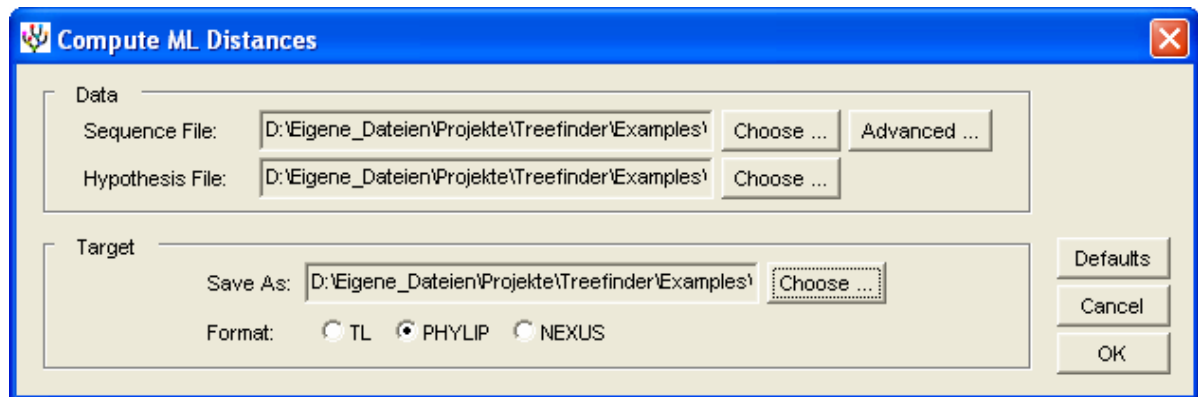 Compute ML Distances
Data
Sequence File: D:\Eigene_Dateien\Projekte\Treefinder\Examples\ Choose ... Advanced ...
Hypothesis File: D:\Eigene_Dateien\Projekte\Treefinder\Examples\ Choose ...
Target
Save As: D:\Eigene_Dateien\Projekte\Treefinder\Examples\ Choose ... Defaults
Cancel
Format: TL PHYLIP NEXUS
OK